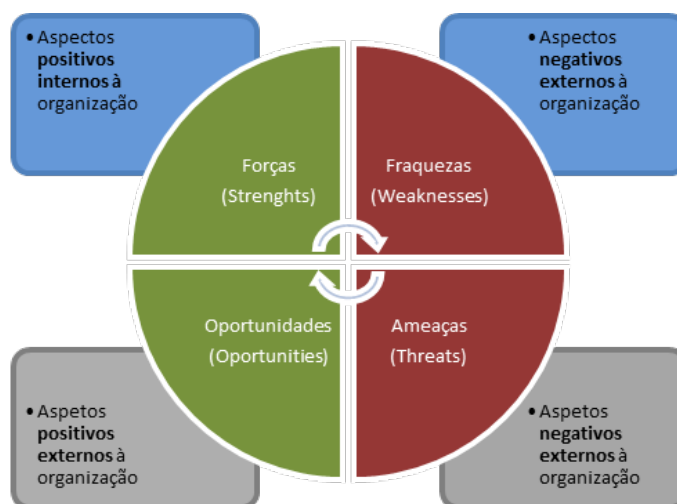 • Aspectos
positivos
internos à
organização
• Aspectos
negativos
externos à
organização
Forças
(Strenghts)
Fraquezas
(Weaknesses)
Oportunidades
(Oportunities)
Ameaças
(Threats)
• Aspetos
positivos
externos à
organização
• Aspetos
negativos
externos à
organização